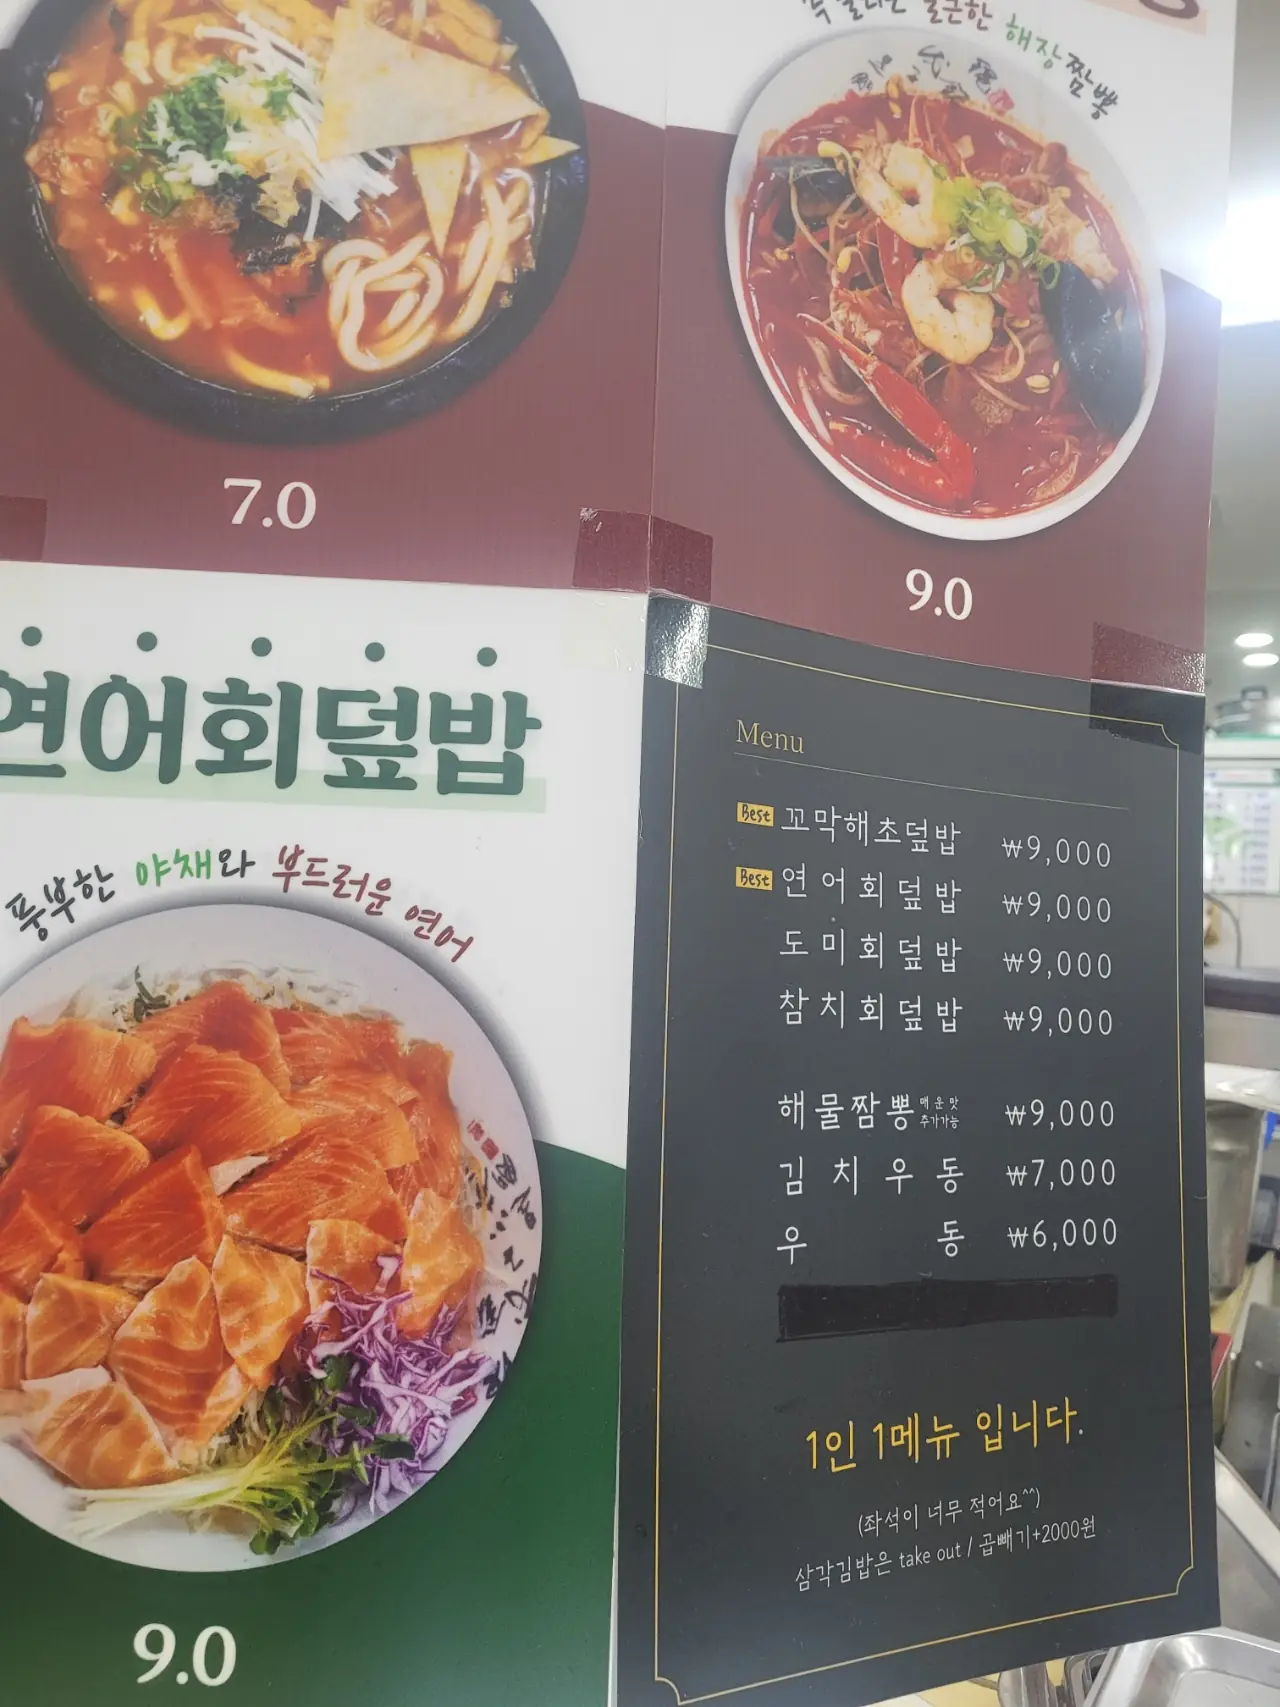 얼큰한 해장짬뽕
7.0
9.0
연어회덮밥
풍부한 야채와 부드러운 연어
9.0
Menu
Best 꼬막해초덮밥 ₩9,000
Best 연어회덮밥 ₩9,000
도미회덮밥 ₩9,000
참치회덮밥 ₩9,000
해물짬뽕 매운맛 추가가능 ₩9,000
김치우동 ₩7,000
우동 ₩6,000
1인 1메뉴 입니다.
(좌석이 너무 적어요^^)
삼각김밥은 take out / 곱빼기+2000원